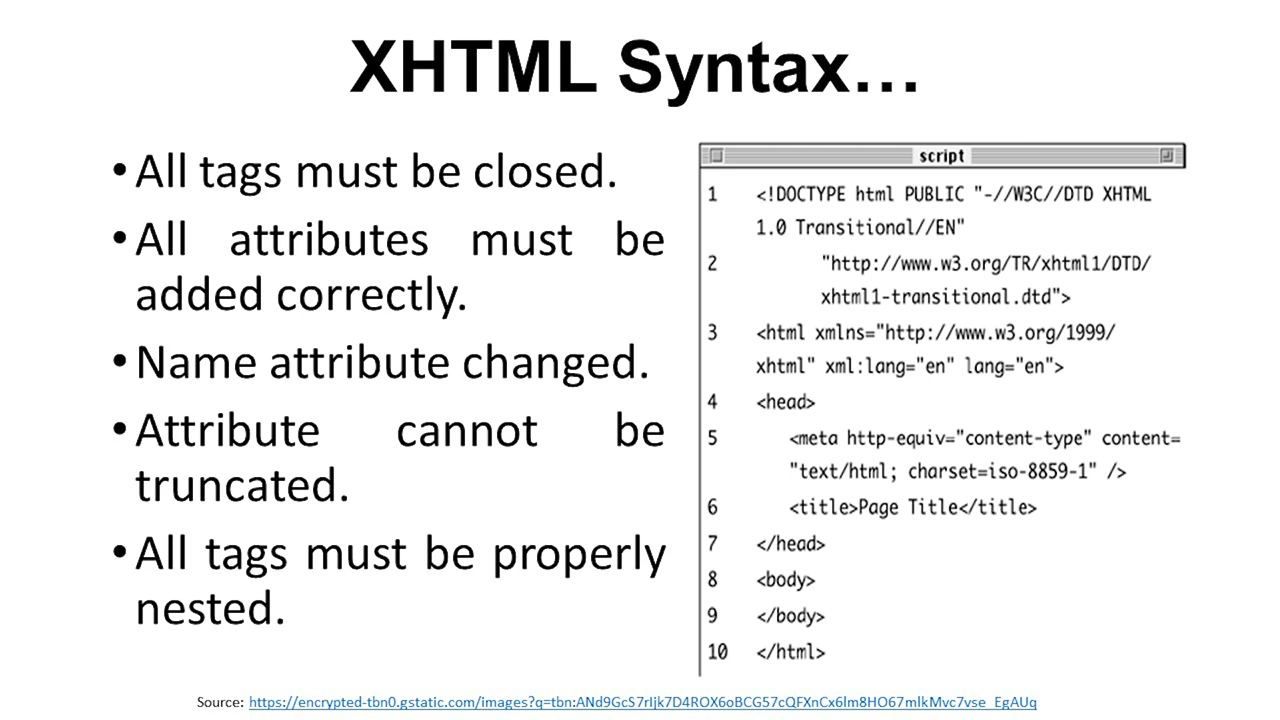 XHTML Syntax…
•All tags must be closed.
•All attributes must be
added correctly.
•Name attribute changed.
•Attribute cannot be
truncated.
•All tags must be properly
nested.
script
1 <!DOCTYPE html PUBLIC "-//W3C//DTD XHTML
1.0 Transitional//EN"
2 "http://www.w3.org/TR/xhtml1/DTD/
xhtml1-transitional.dtd">
3 <html xmlns="http://www.w3.org/1999/
xhtml" xml:lang="en" lang="en">
4 <head>
5 <meta http-equiv="content-type" content=
"text/html; charset=iso-8859-1" />
6 <title>Page Title</title>
7 </head>
8 <body>
9 </body>
10 </html>
Source: https://encrypted-tbn0.gstatic.com/images?q=tbn:ANd9GcS7rIjk7D4ROX6oBCG57cQFXnCx6lm8HO67mlkMvc7vse_EgAUq